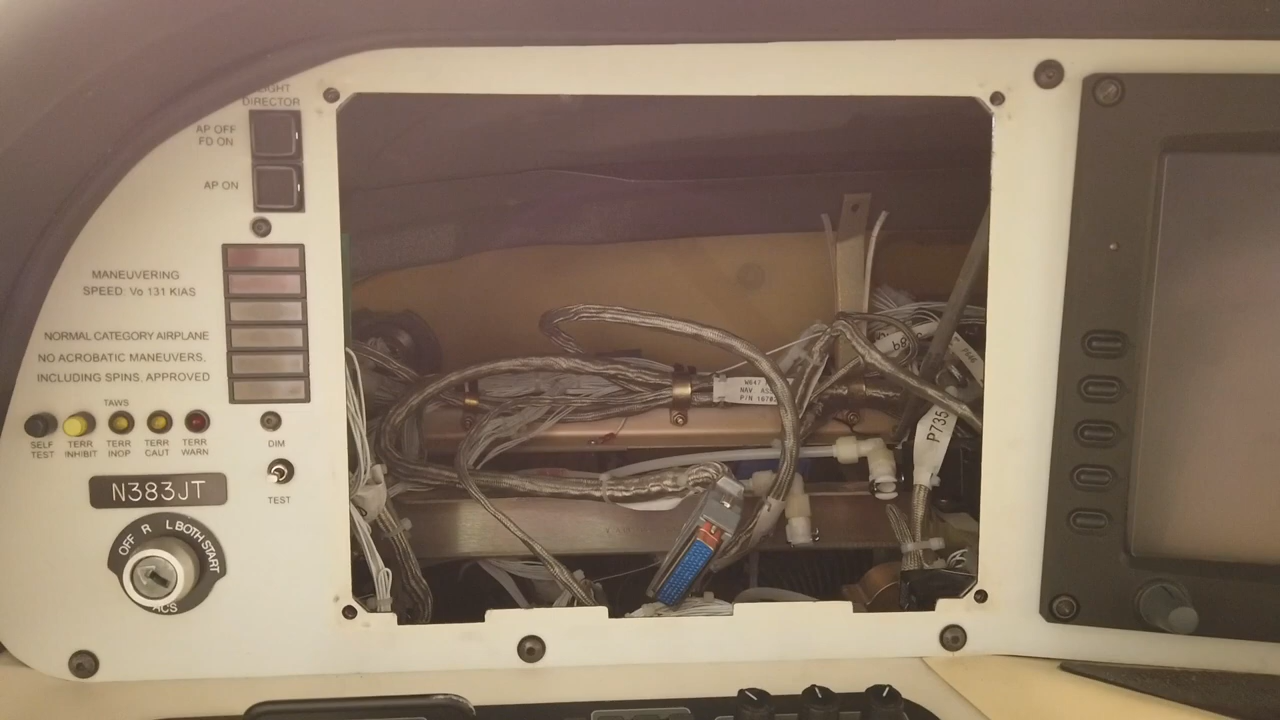 DIRECTOR
AP OFF
FD ON
AP ON
MANEUVERING
SPEED: Vo 131 KIAS
NORMAL CATEGORY AIRPLANE
NO ACROBATIC MANEUVERS,
INCLUDING SPINS, APPROVED
TAWS
SELF
TEST
TERR
INHIBIT
TERR
INOP
TERR
CAUT
TERR
WARN
DIM
TEST
N383JT
OFF R L BOTH START
ACS
W647
NAV
P/N
P735